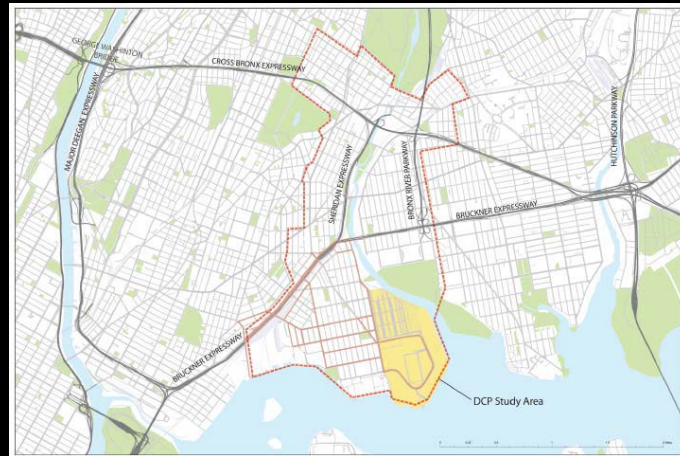 GEORGE WASHINTON
BRIDGE
CROSS BRONX EXPRESSWAY
MAJOR DEEGAN EXPRESSWAY
HUTCHINSON PARKWAY
SHERIDAN EXPRESSWAY
BRONX RIVER PARKWAY
BRUCKNER EXPRESSWAY
BRUCKNER EXPRESSWAY
DCP Study Area